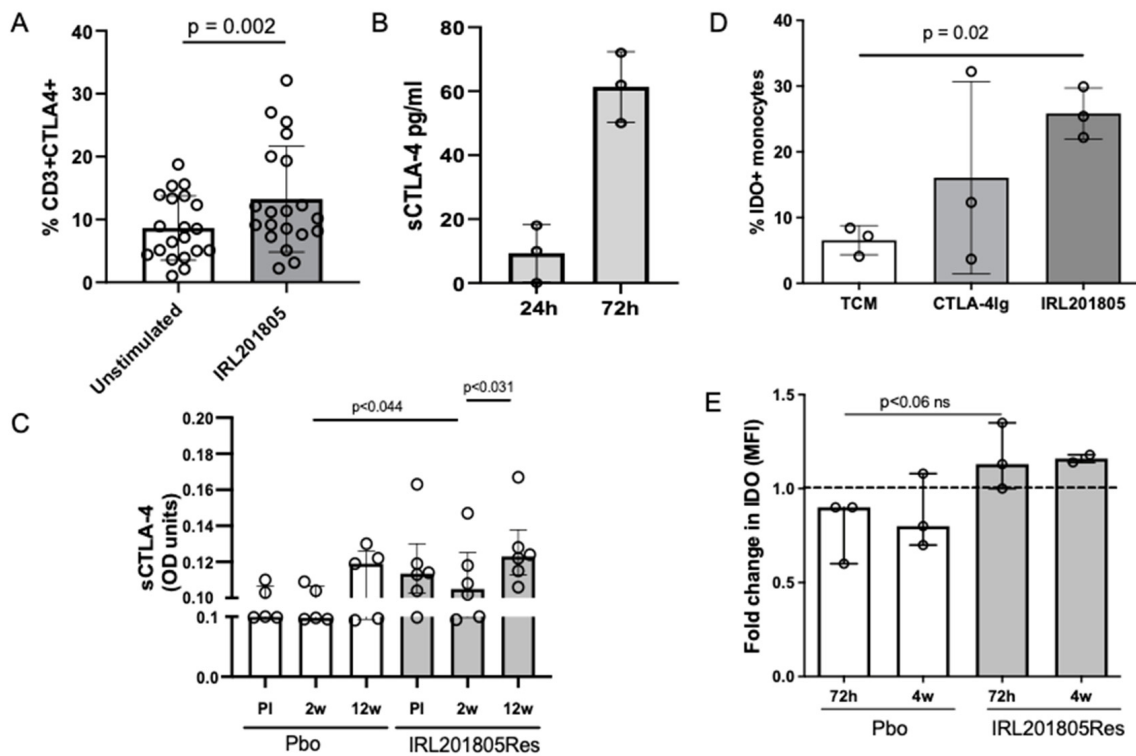 A
p = 0.002
% CD3+CTLA4+
40
30
20
10
0
Unstimulated
IRL201805
B
sCTLA-4 pg/ml
80
60
40
20
0
24h
72h
D
p = 0.02
% IDO+ monocytes
40
30
20
10
0
TCM
CTLA-4Ig
IRL201805
C
p<0.044
p<0.031
sCTLA-4
(OD units)
0.20
0.18
0.16
0.14
0.12
0.10
0.1
0.0
PI
2w
12w
PI
2w
12w
Pbo
IRL201805Res
E
p<0.06 ns
Fold change in IDO (MFI)
1.5
1.0
0.5
0.0
72h
4w
72h
4w
Pbo
IRL201805Res